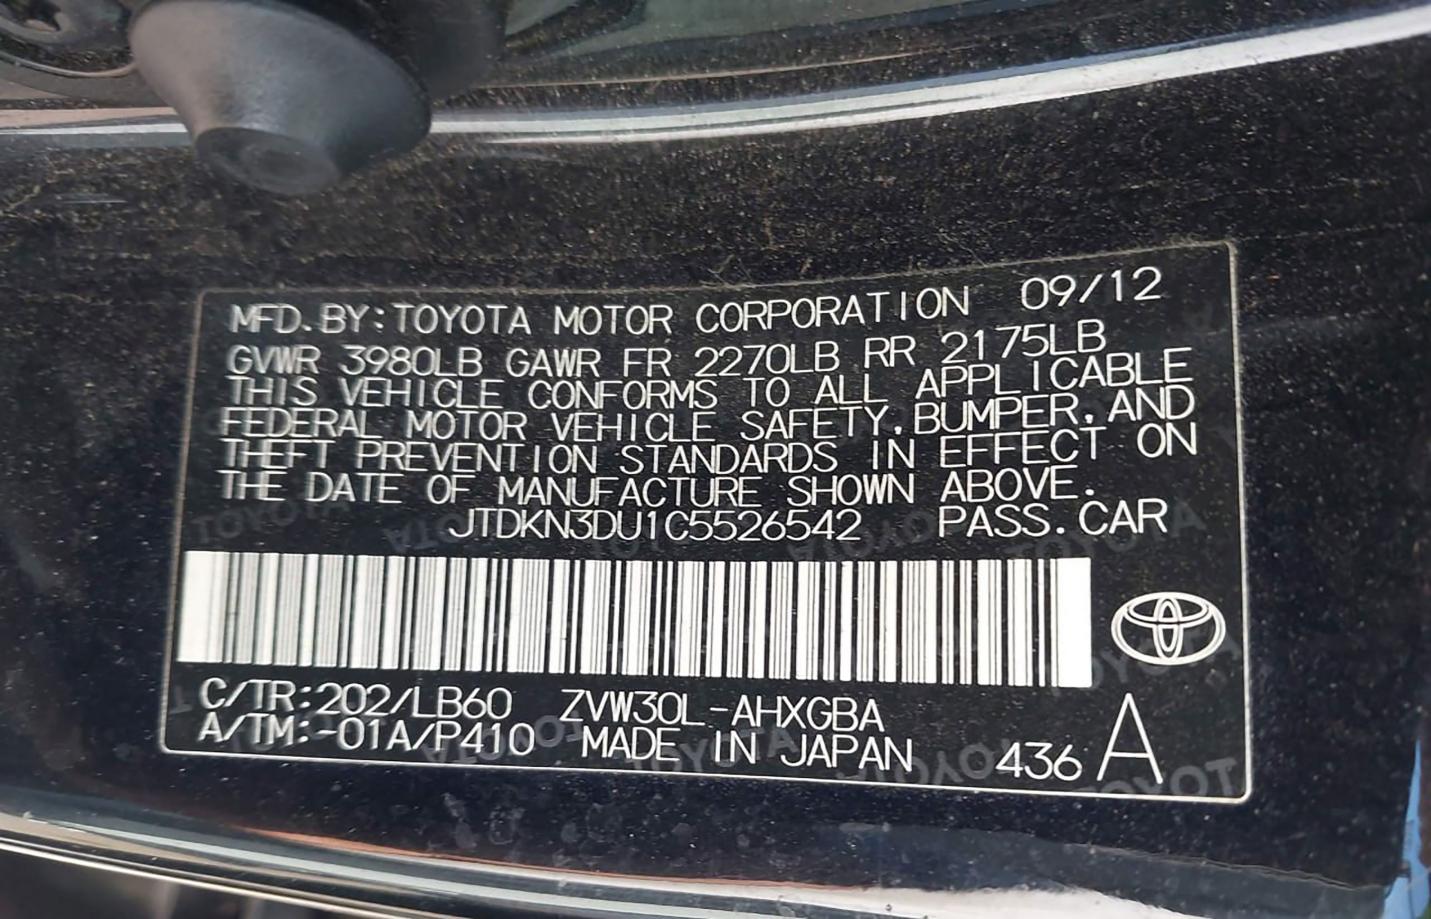 MFD.BY:TOYOTA MOTOR CORPORATION 09/12
GVWR 3980LB GAWR FR 2270LB RR 2175LB
THIS VEHICLE CONFORMS TO ALL APPLICABLE
FEDERAL MOTOR VEHICLE SAFETY, BUMPER, AND
THEFT PREVENTION STANDARDS IN EFFECT ON
THE DATE OF MANUFACTURE SHOWN ABOVE.
JTDKN3DU1C5526542 PASS.CAR
C/TR:202/LB60 ZVW30L-AHXGBA
A/TM:-01A/P410 MADE IN JAPAN 436 A